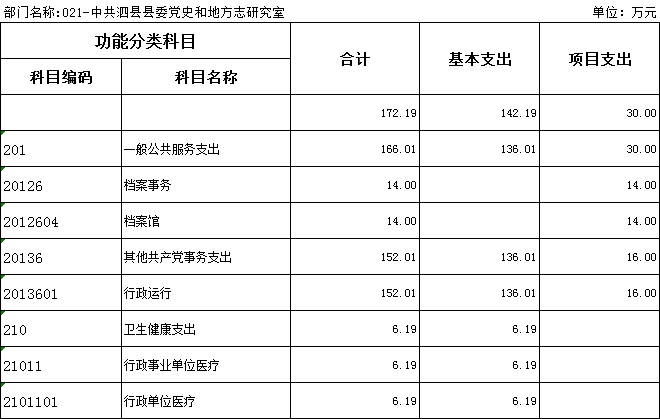 部门名称:021-中共泗县县委党史和地方志研究室 单位：万元
功能分类科目 合计 基本支出 项目支出
科目编码 科目名称
172.19 142.19 30.00
201 一般公共服务支出 166.01 136.01 30.00
20126 档案事务 14.00 14.00
2012604 档案馆 14.00 14.00
20136 其他共产党事务支出 152.01 136.01 16.00
2013601 行政运行 152.01 136.01 16.00
210 卫生健康支出 6.19 6.19
21011 行政事业单位医疗 6.19 6.19
2101101 行政单位医疗 6.19 6.19